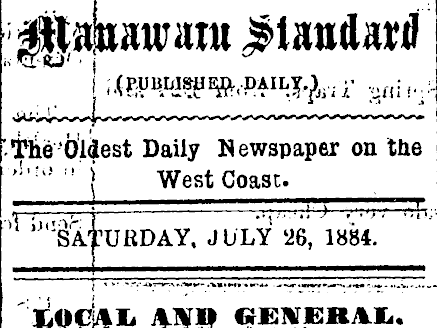 Manawatu Standard
(PUBLISHED DAILY.)
The Oldest Daily Newspaper on the
West Coast.
SATURDAY, JULY 26, 1884.
LOCAL AND GENERAL.